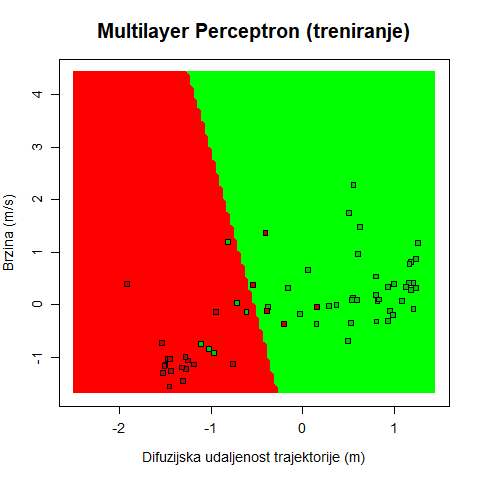 Multilayer Perceptron (treniranje)
Brzina (m/s)
4
3
2
1
0
-1
-2 -1 0 1
Difuzijska udaljenost trajektorije (m)